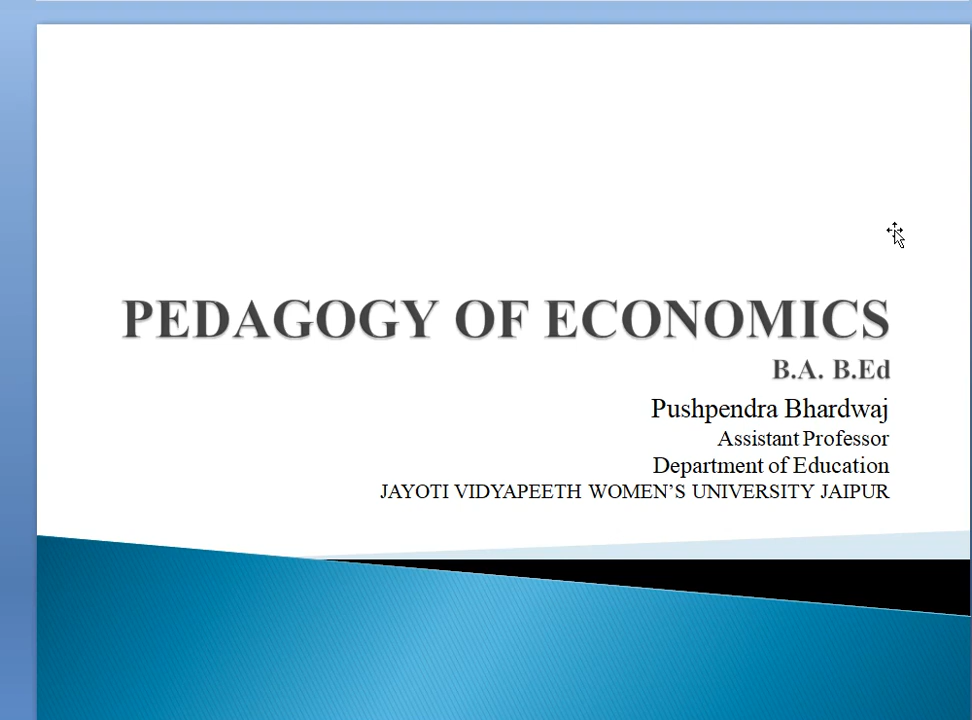 PEDAGOGY OF ECONOMICS
B.A. B.Ed
Pushpendra Bhardwaj
Assistant Professor
Department of Education
JAYOTI VIDYAPEETH WOMEN’S UNIVERSITY JAIPUR